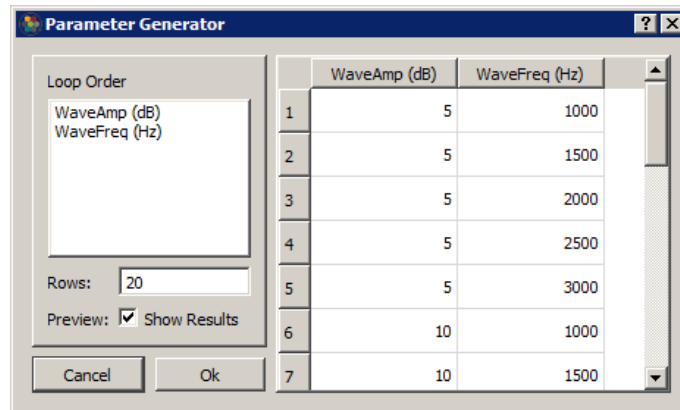 Parameter Generator
Loop Order
WaveAmp (dB)
WaveFreq (Hz)
Rows: 20
Preview: Show Results
Cancel Ok
WaveAmp (dB) WaveFreq (Hz)
1 5 1000
2 5 1500
3 5 2000
4 5 2500
5 5 3000
6 10 1000
7 10 1500